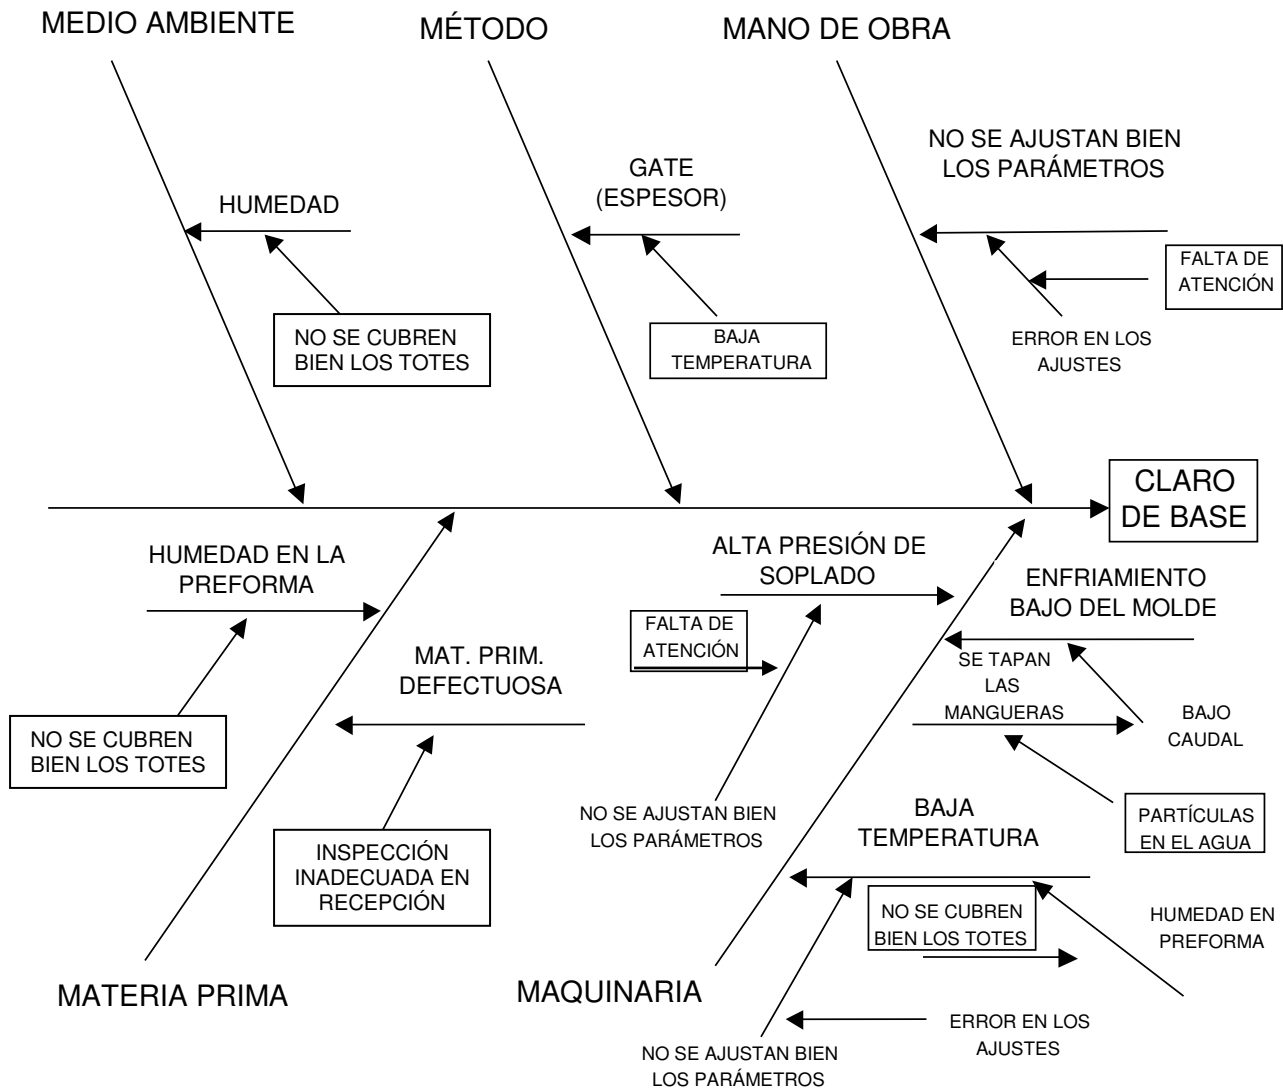 MEDIO AMBIENTE
MÉTODO
MANO DE OBRA
NO SE AJUSTAN BIEN
LOS PARÁMETROS
GATE
(ESPESOR)
HUMEDAD
FALTA DE
ATENCIÓN
NO SE CUBREN
BIEN LOS TOTES
BAJA
TEMPERATURA
ERROR EN LOS
AJUSTES
CLARO
DE BASE
HUMEDAD EN LA
PREFORMA
ALTA PRESIÓN DE
SOPLADO
ENFRIAMIENTO
BAJO DEL MOLDE
FALTA DE
ATENCIÓN
MAT. PRIM.
DEFECTUOSA
SE TAPAN
LAS
MANGUERAS
NO SE CUBREN
BIEN LOS TOTES
BAJO
CAUDAL
NO SE AJUSTAN BIEN
LOS PARÁMETROS
BAJA
TEMPERATURA
PARTÍCULAS
EN EL AGUA
INSPECCIÓN
INADECUADA EN
RECEPCIÓN
NO SE CUBREN
BIEN LOS TOTES
HUMEDAD EN
PREFORMA
MATERIA PRIMA
MAQUINARIA
ERROR EN LOS
AJUSTES
NO SE AJUSTAN BIEN
LOS PARÁMETROS